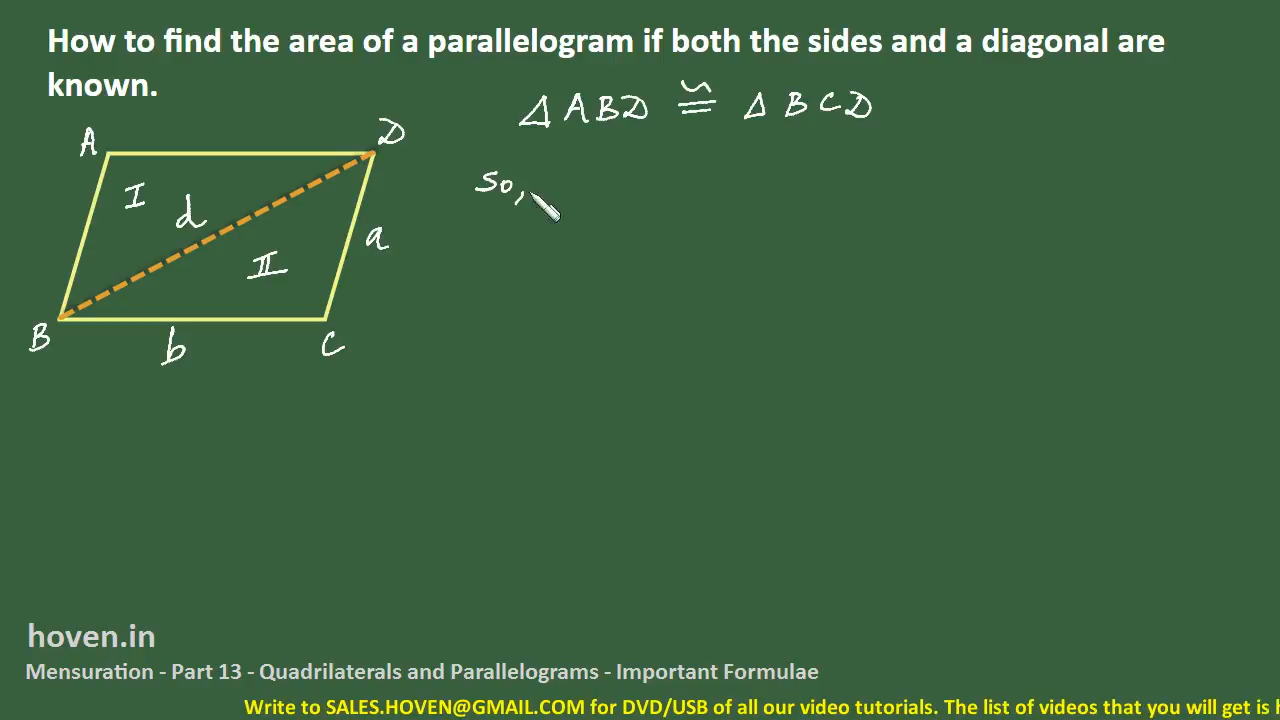 How to find the area of a parallelogram if both the sides and a diagonal are
known.
Δ ABD ≅ Δ BCD
A
D
I
So,
d
a
II
B
b
C
hoven.in
Mensuration - Part 13 - Quadrilaterals and Parallelograms - Important Formulae
Write to SALES.HOVEN@GMAIL.COM for DVD/USB of all our video tutorials. The list of videos that you will get is